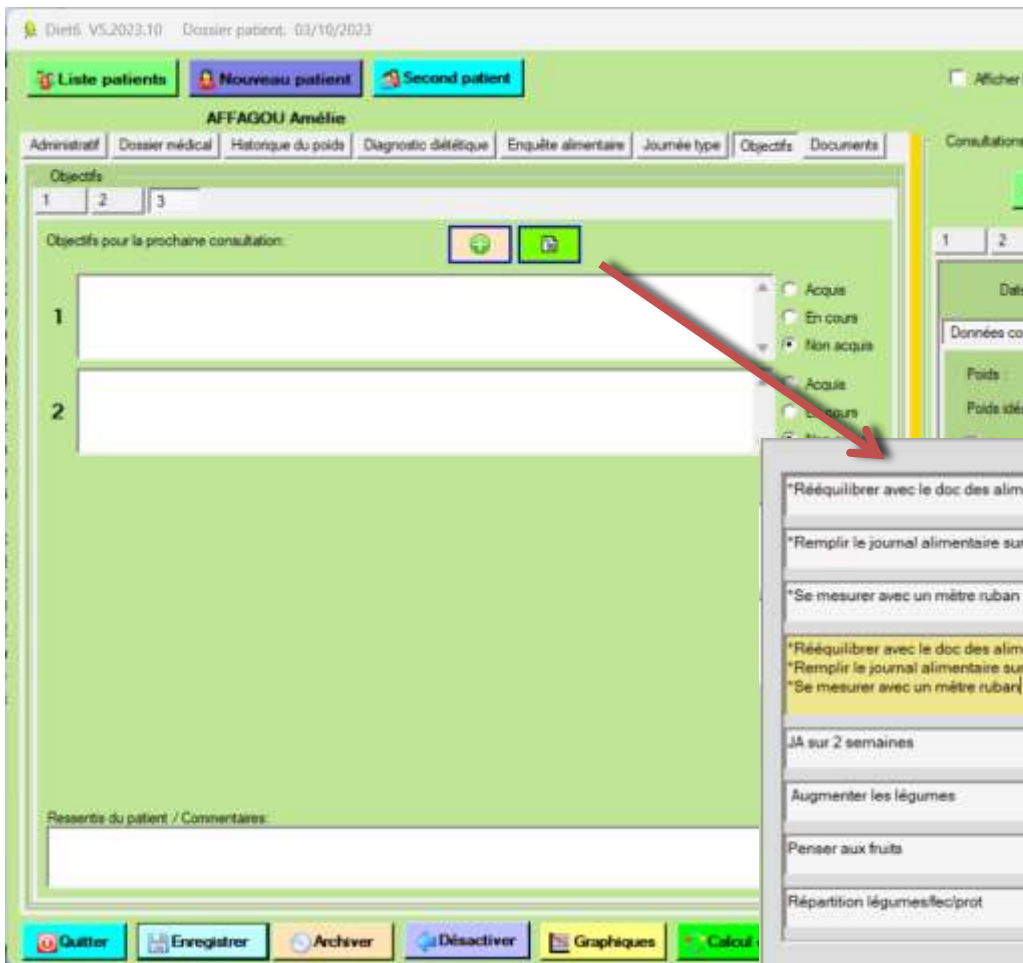 Diet6 V5.2023.10 Dossier patient. 03/10/2023
Liste patients Nouveau patient Second patient Afficher
AFFAGOU Amélie
Administratif Dossier médical Historique du poids Diagnostic diététique Enquête alimentaire Journée type Objectifs Documents Consultations
Objectifs
1 2 3
Objectifs pour la prochaine consultation: 1 2
1 Acquis
En cours
Non acquis
Données co
Poids :
Poids idé
2 Acquis
En cours
*Rééquilibrer avec le doc des alim
*Remplir le journal alimentaire sur
*Se mesurer avec un mètre ruban
*Rééquilibrer avec le doc des alim
*Remplir le journal alimentaire sur
*Se mesurer avec un mètre ruban
JA sur 2 semaines
Augmenter les légumes
Penser aux fruits
Répartition légumes/fec/prot
Ressentis du patient / Commentaires:
Quitter Enregistrer Archiver Désactiver Graphiques Calcul